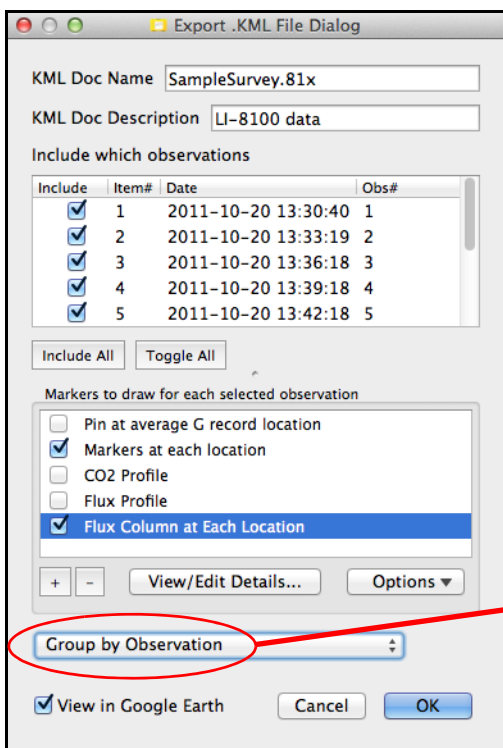 Export .KML File Dialog
KML Doc Name SampleSurvey.81x
KML Doc Description LI-8100 data
Include which observations
Include Item# Date Obs#
1 2011-10-20 13:30:40 1
2 2011-10-20 13:33:19 2
3 2011-10-20 13:36:18 3
4 2011-10-20 13:39:18 4
5 2011-10-20 13:42:18 5
Include All Toggle All
Markers to draw for each selected observation
Pin at average G record location
Markers at each location
CO2 Profile
Flux Profile
Flux Column at Each Location
+ - View/Edit Details... Options
Group by Observation
View in Google Earth Cancel OK